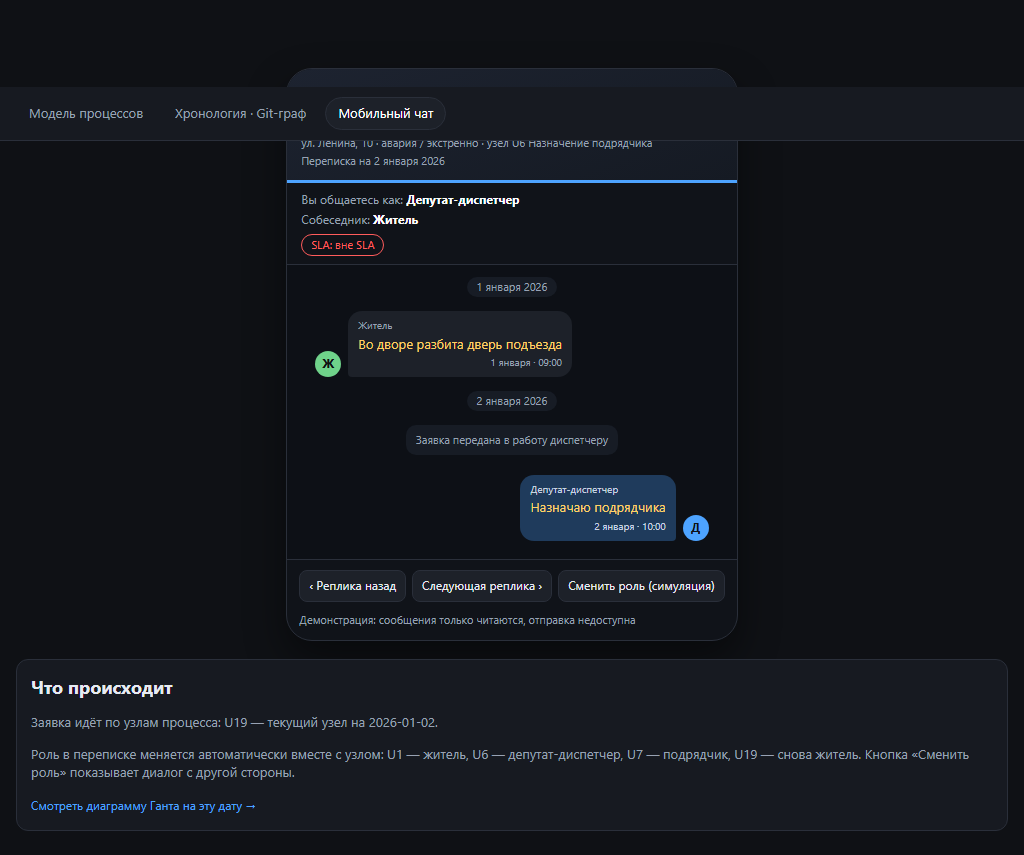 Модель процессов
Хронология · Git-граф
Мобильный чат
ул. Ленина, 10 · авария / экстренно · узел U6 Назначение подрядчика
Переписка на 2 января 2026
Вы общаетесь как: Депутат-диспетчер
Собеседник: Житель
SLA: вне SLA
1 января 2026
Житель
Во дворе разбита дверь подъезда
1 января · 09:00
Ж
2 января 2026
Заявка передана в работу диспетчеру
Депутат-диспетчер
Назначаю подрядчика
2 января · 10:00
Д
‹ Реплика назад
Следующая реплика ›
Сменить роль (симуляция)
Демонстрация: сообщения только читаются, отправка недоступна
Что происходит
Заявка идёт по узлам процесса: U19 — текущий узел на 2026-01-02.
Роль в переписке меняется автоматически вместе с узлом: U1 — житель, U6 — депутат-диспетчер, U7 — подрядчик, U19 — снова житель. Кнопка «Сменить
роль» показывает диалог с другой стороны.
Смотреть диаграмму Ганта на эту дату →